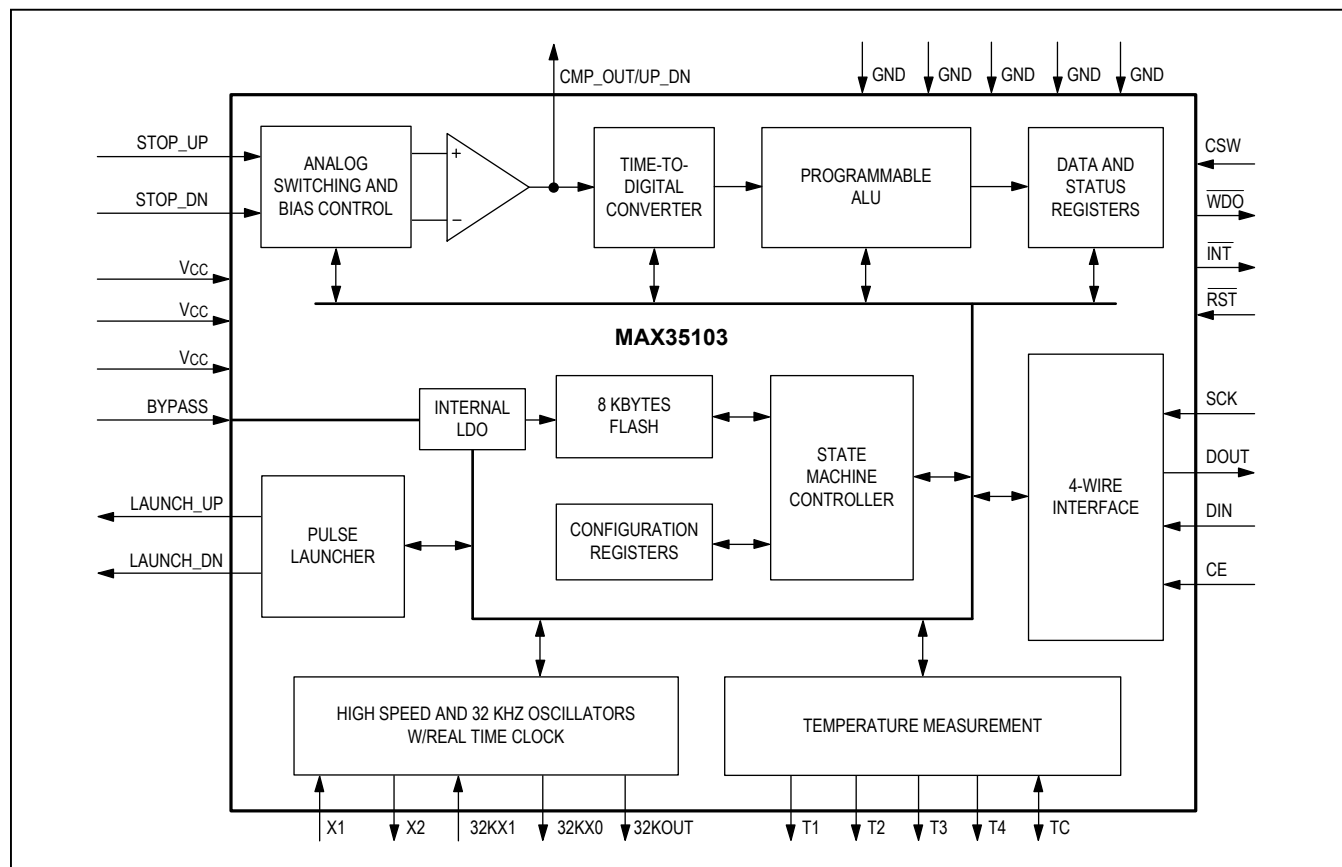 CMP_OUT/UP_DN
GND
GND
GND
GND
GND
STOP_UP
STOP_DN
VCC
VCC
VCC
BYPASS
LAUNCH_UP
LAUNCH_DN
ANALOG
SWITCHING AND
BIAS CONTROL
+
−
TIME-TO-
DIGITAL
CONVERTER
PROGRAMMABLE
ALU
DATA AND
STATUS
REGISTERS
CSW
WDO
INT
RST
MAX35103
INTERNAL
LDO
8 KBYTES
FLASH
STATE
MACHINE
CONTROLLER
CONFIGURATION
REGISTERS
PULSE
LAUNCHER
4-WIRE
INTERFACE
SCK
DOUT
DIN
CE
HIGH SPEED AND 32 KHZ OSCILLATORS
W/REAL TIME CLOCK
TEMPERATURE MEASUREMENT
X1
X2
32KX1
32KX0
32KOUT
T1
T2
T3
T4
TC